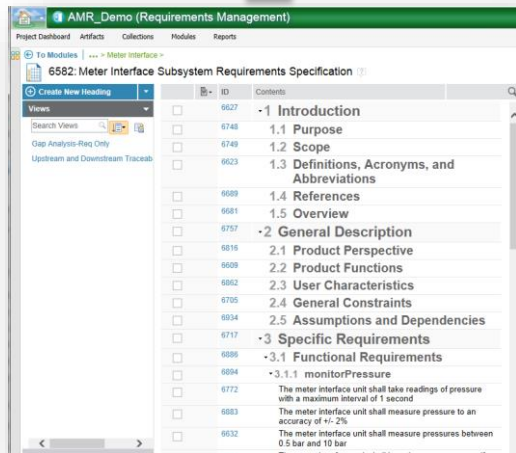 AMR_Demo (Requirements Management)
Project Dashboard Artifacts Collections Modules Reports
To Modules | ... > Meter Interface >
6582: Meter Interface Subsystem Requirements Specification
Create New Heading ID Contents
Views
Search Views
Gap Analysis-Req Only
Upstream and Downstream Traceab
6627 1 Introduction
6748 1.1 Purpose
6749 1.2 Scope
6623 1.3 Definitions, Acronyms, and
Abbreviations
6689 1.4 References
6681 1.5 Overview
6757 2 General Description
6816 2.1 Product Perspective
6609 2.2 Product Functions
6862 2.3 User Characteristics
6705 2.4 General Constraints
6934 2.5 Assumptions and Dependencies
6717 3 Specific Requirements
6886 3.1 Functional Requirements
6894 3.1.1 monitorPressure
6772 The meter interface unit shall take readings of pressure
with a maximum interval of 1 second
6883 The meter interface unit shall measure pressure to an
accuracy of +/- 2%
6632 The meter interface unit shall measure pressures between
0.5 bar and 10 bar